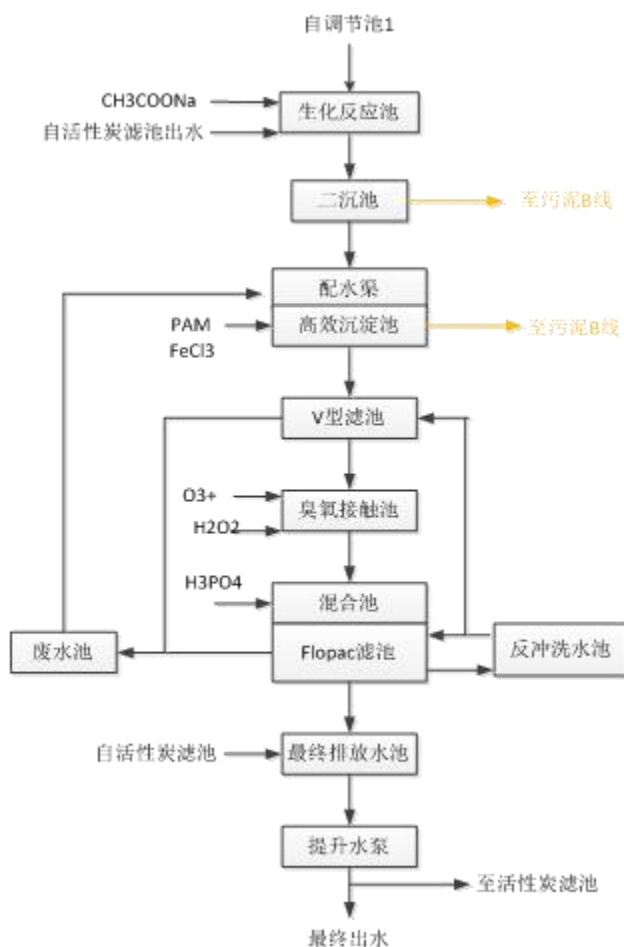 自调节池1
CH3COONa
生化反应池
自活性炭滤池出水
二沉池
至污泥B线
配水渠
PAM
高效沉淀池
至污泥B线
FeCl3
V型滤池
O3+
臭氧接触池
H2O2
H3PO4
混合池
废水池
Flopac滤池
反冲洗水池
自活性炭滤池
最终排放水池
提升水泵
至活性炭滤池
最终出水